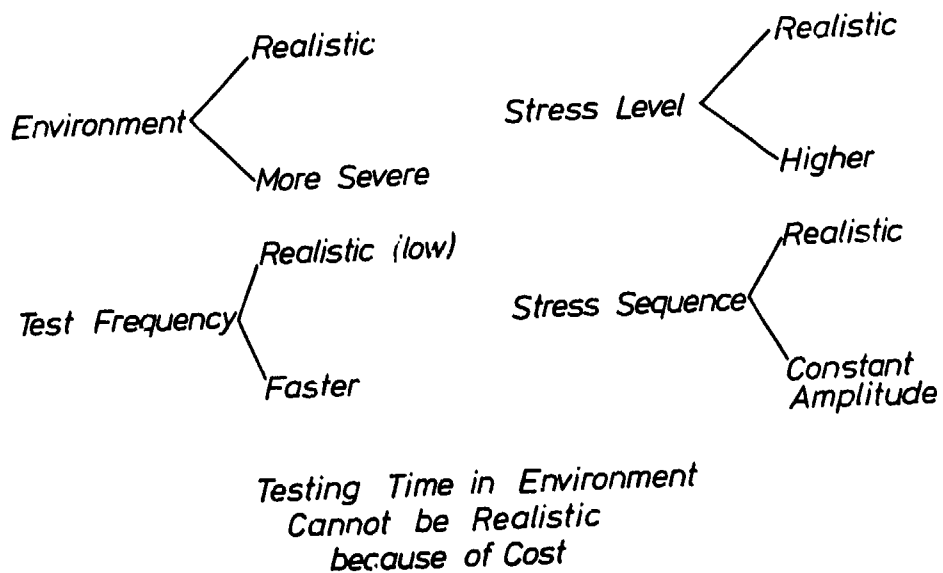 Realistic
Environment
More Severe
Realistic
Stress Level
Higher
Realistic (low)
Test Frequency
Faster
Realistic
Stress Sequence
Constant
Amplitude
Testing Time in Environment
Cannot be Realistic
because of Cost